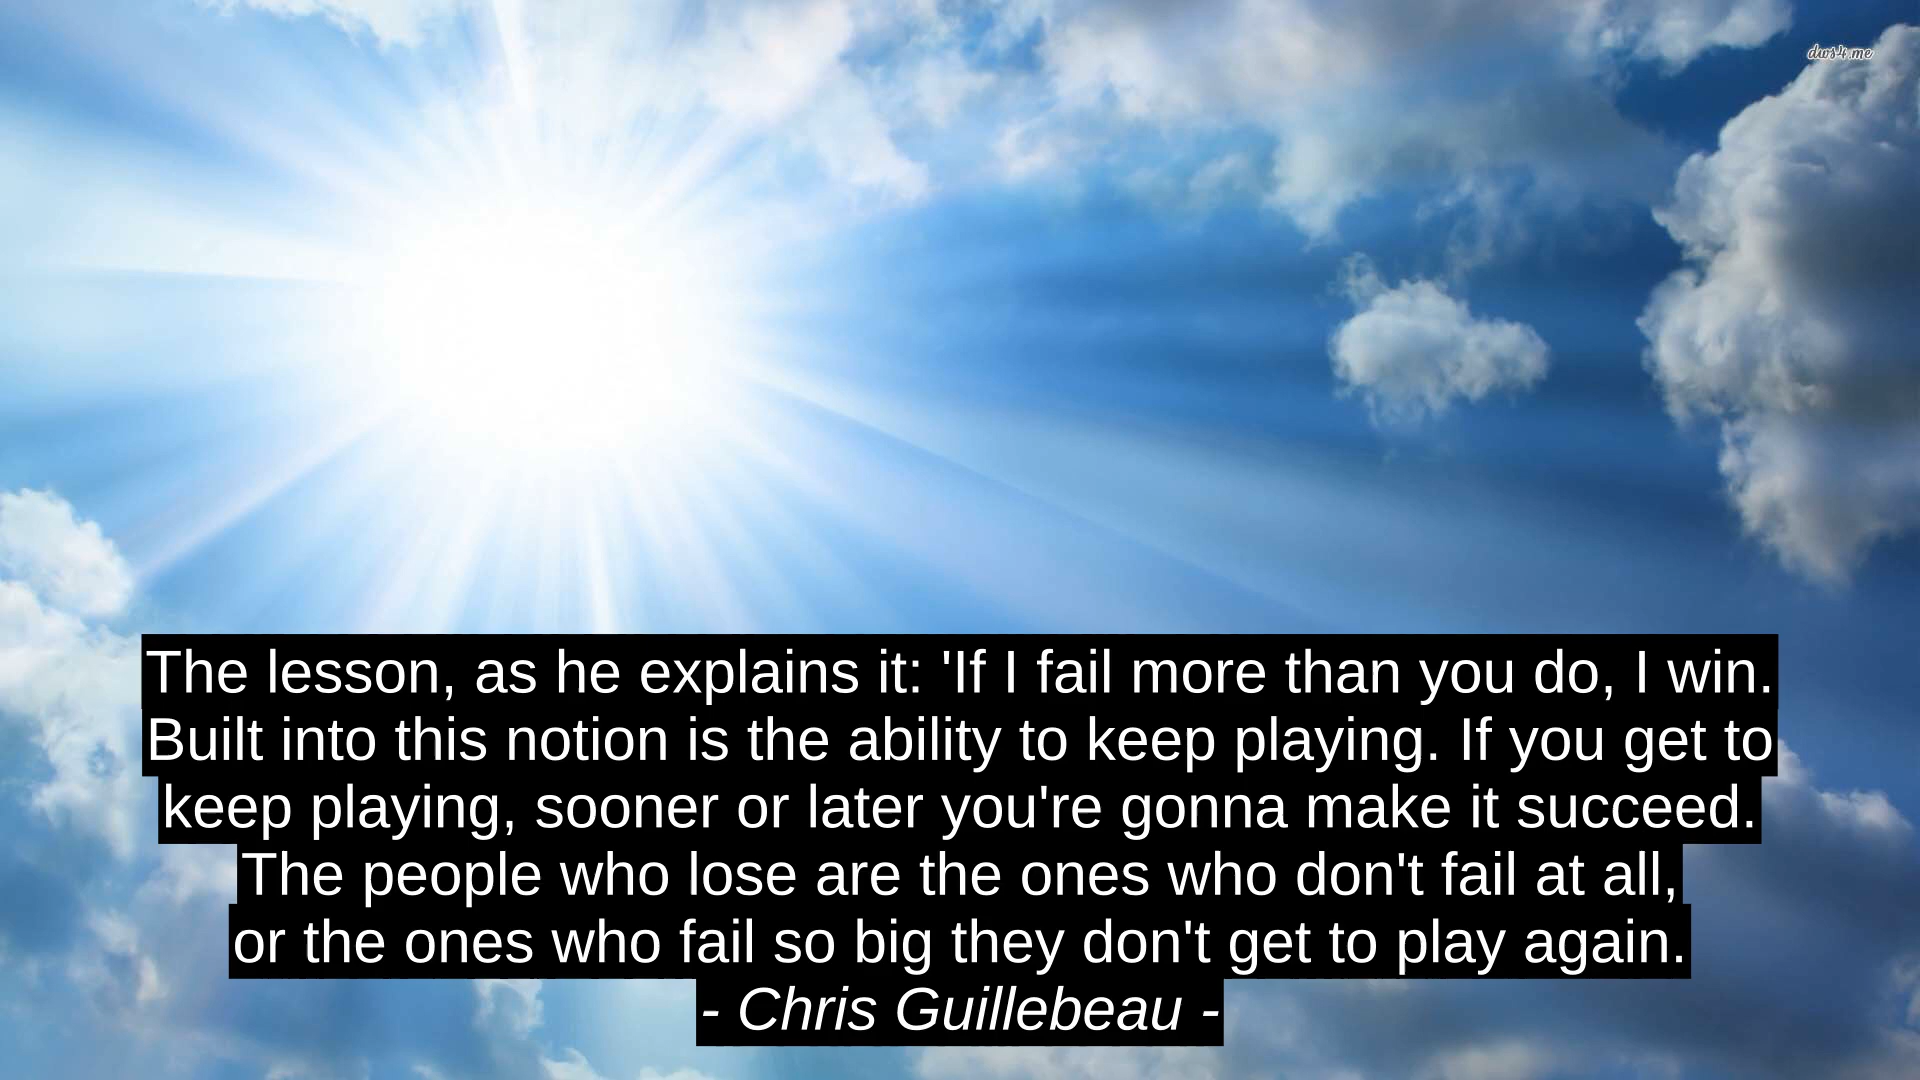 dws4.me
The lesson, as he explains it: 'If I fail more than you do, I win.
Built into this notion is the ability to keep playing. If you get to
keep playing, sooner or later you're gonna make it succeed.
The people who lose are the ones who don't fail at all,
or the ones who fail so big they don't get to play again.
- Chris Guillebeau -